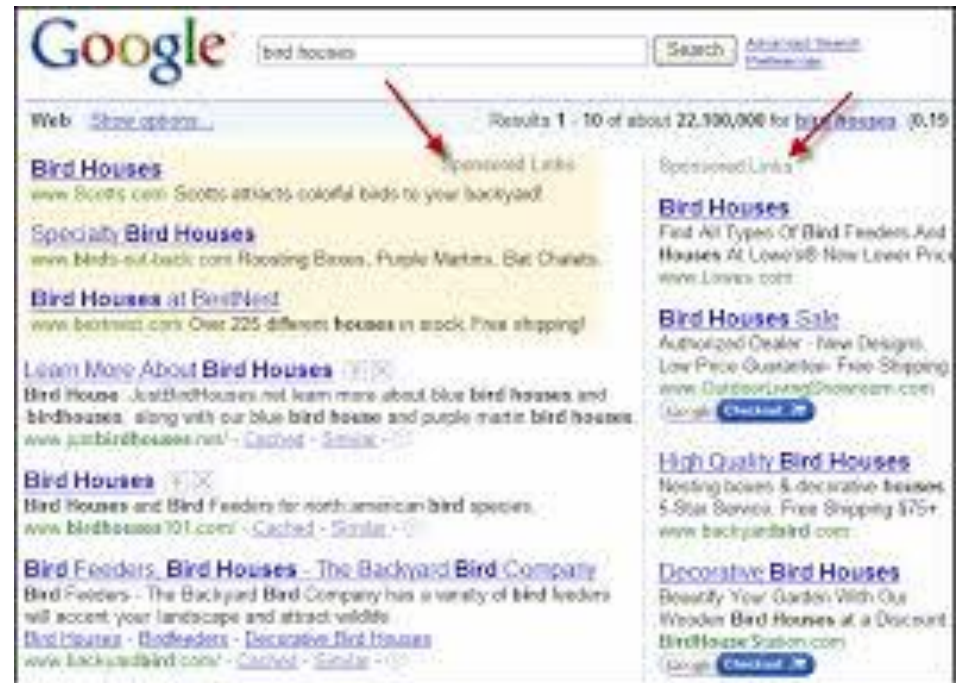 Google
bird houses
Search
Advanced Search
Preferences
Web Show options...
Results 1 - 10 of about 22,100,000 for bird houses. (0.19
Sponsored Links
Bird Houses
www.Scotts.com Scotts attracts colorful birds to your backyard!
Specialty Bird Houses
www.birds-out-back.com Roosting Boxes, Purple Martins, Bat Chalets.
Bird Houses at BestNest
www.bestnest.com Over 225 different houses in stock. Free shipping!
Learn More About Bird Houses
Bird House. JustBirdHouses.net learn more about blue bird houses and
birdhouses, along with our blue bird house and purple martin bird houses.
www.justbirdhouses.net/ - Cached - Similar -
Bird Houses
Bird Houses and Bird Feeders for north american bird species.
www.birdhouses101.com/ - Cached - Similar -
Bird Feeders, Bird Houses - The Backyard Bird Company
Bird Feeders - The Backyard Bird Company has a variety of bird feeders
will accent your landscape and attract wildlife.
Bird Houses - Birdfeeders - Decorative Bird Houses
www.backyardbird.com/ - Cached - Similar -
Sponsored Links
Bird Houses
Find All Types Of Bird Feeders And
Houses At Lowe's® New Lower Price
www.Lowes.com
Bird Houses Sale
Authorized Dealer - New Designs,
Low Price Guarantee- Free Shipping
www.OutdoorLivingShowroom.com
Google Checkout
High Quality Bird Houses
Nesting boxes & decorative houses.
5-Star Service. Free Shipping $75+
www.backyardbird.com
Decorative Bird Houses
Beautify Your Garden With Our
Wooden Bird Houses at a Discount.
BirdHouseStation.com
Google Checkout